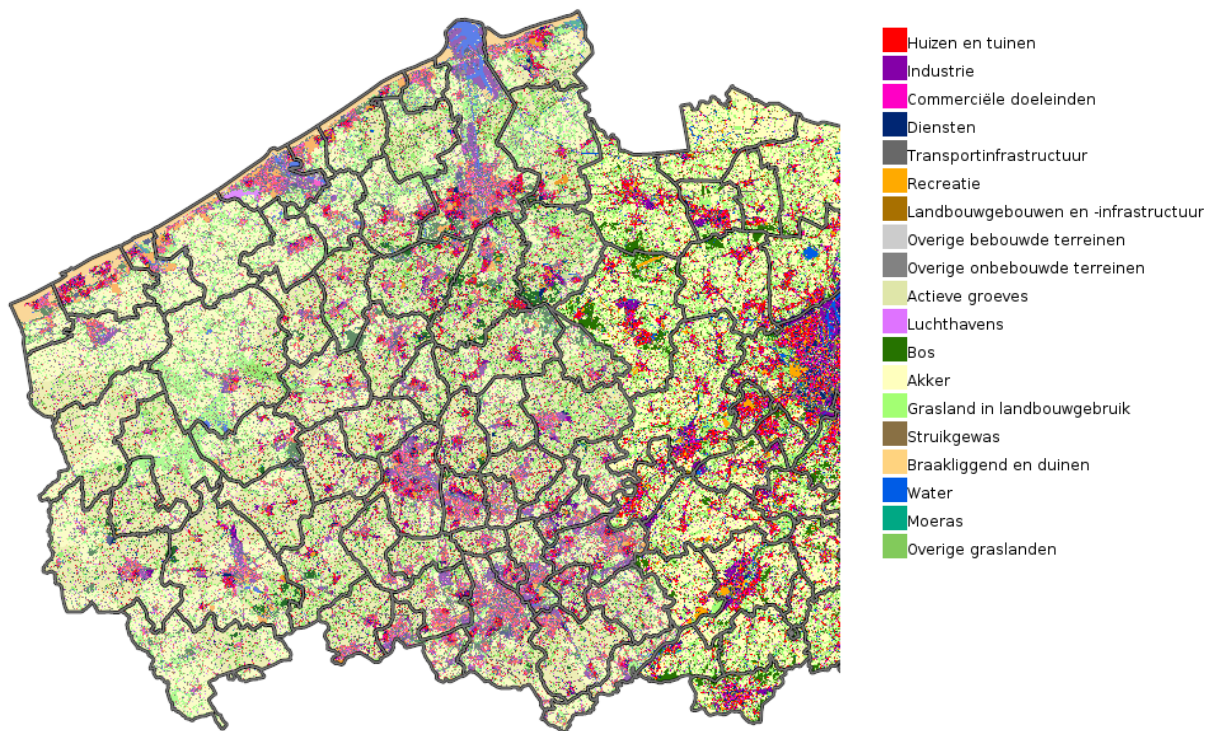 Huizen en tuinen
Industrie
Commerciële doeleinden
Diensten
Transportinfrastructuur
Recreatie
Landbouwgebouwen en -infrastructuur
Overige bebouwde terreinen
Overige onbebouwde terreinen
Actieve groeves
Luchthavens
Bos
Akker
Grasland in landbouwgebruik
Struikgewas
Braakliggend en duinen
Water
Moeras
Overige graslanden